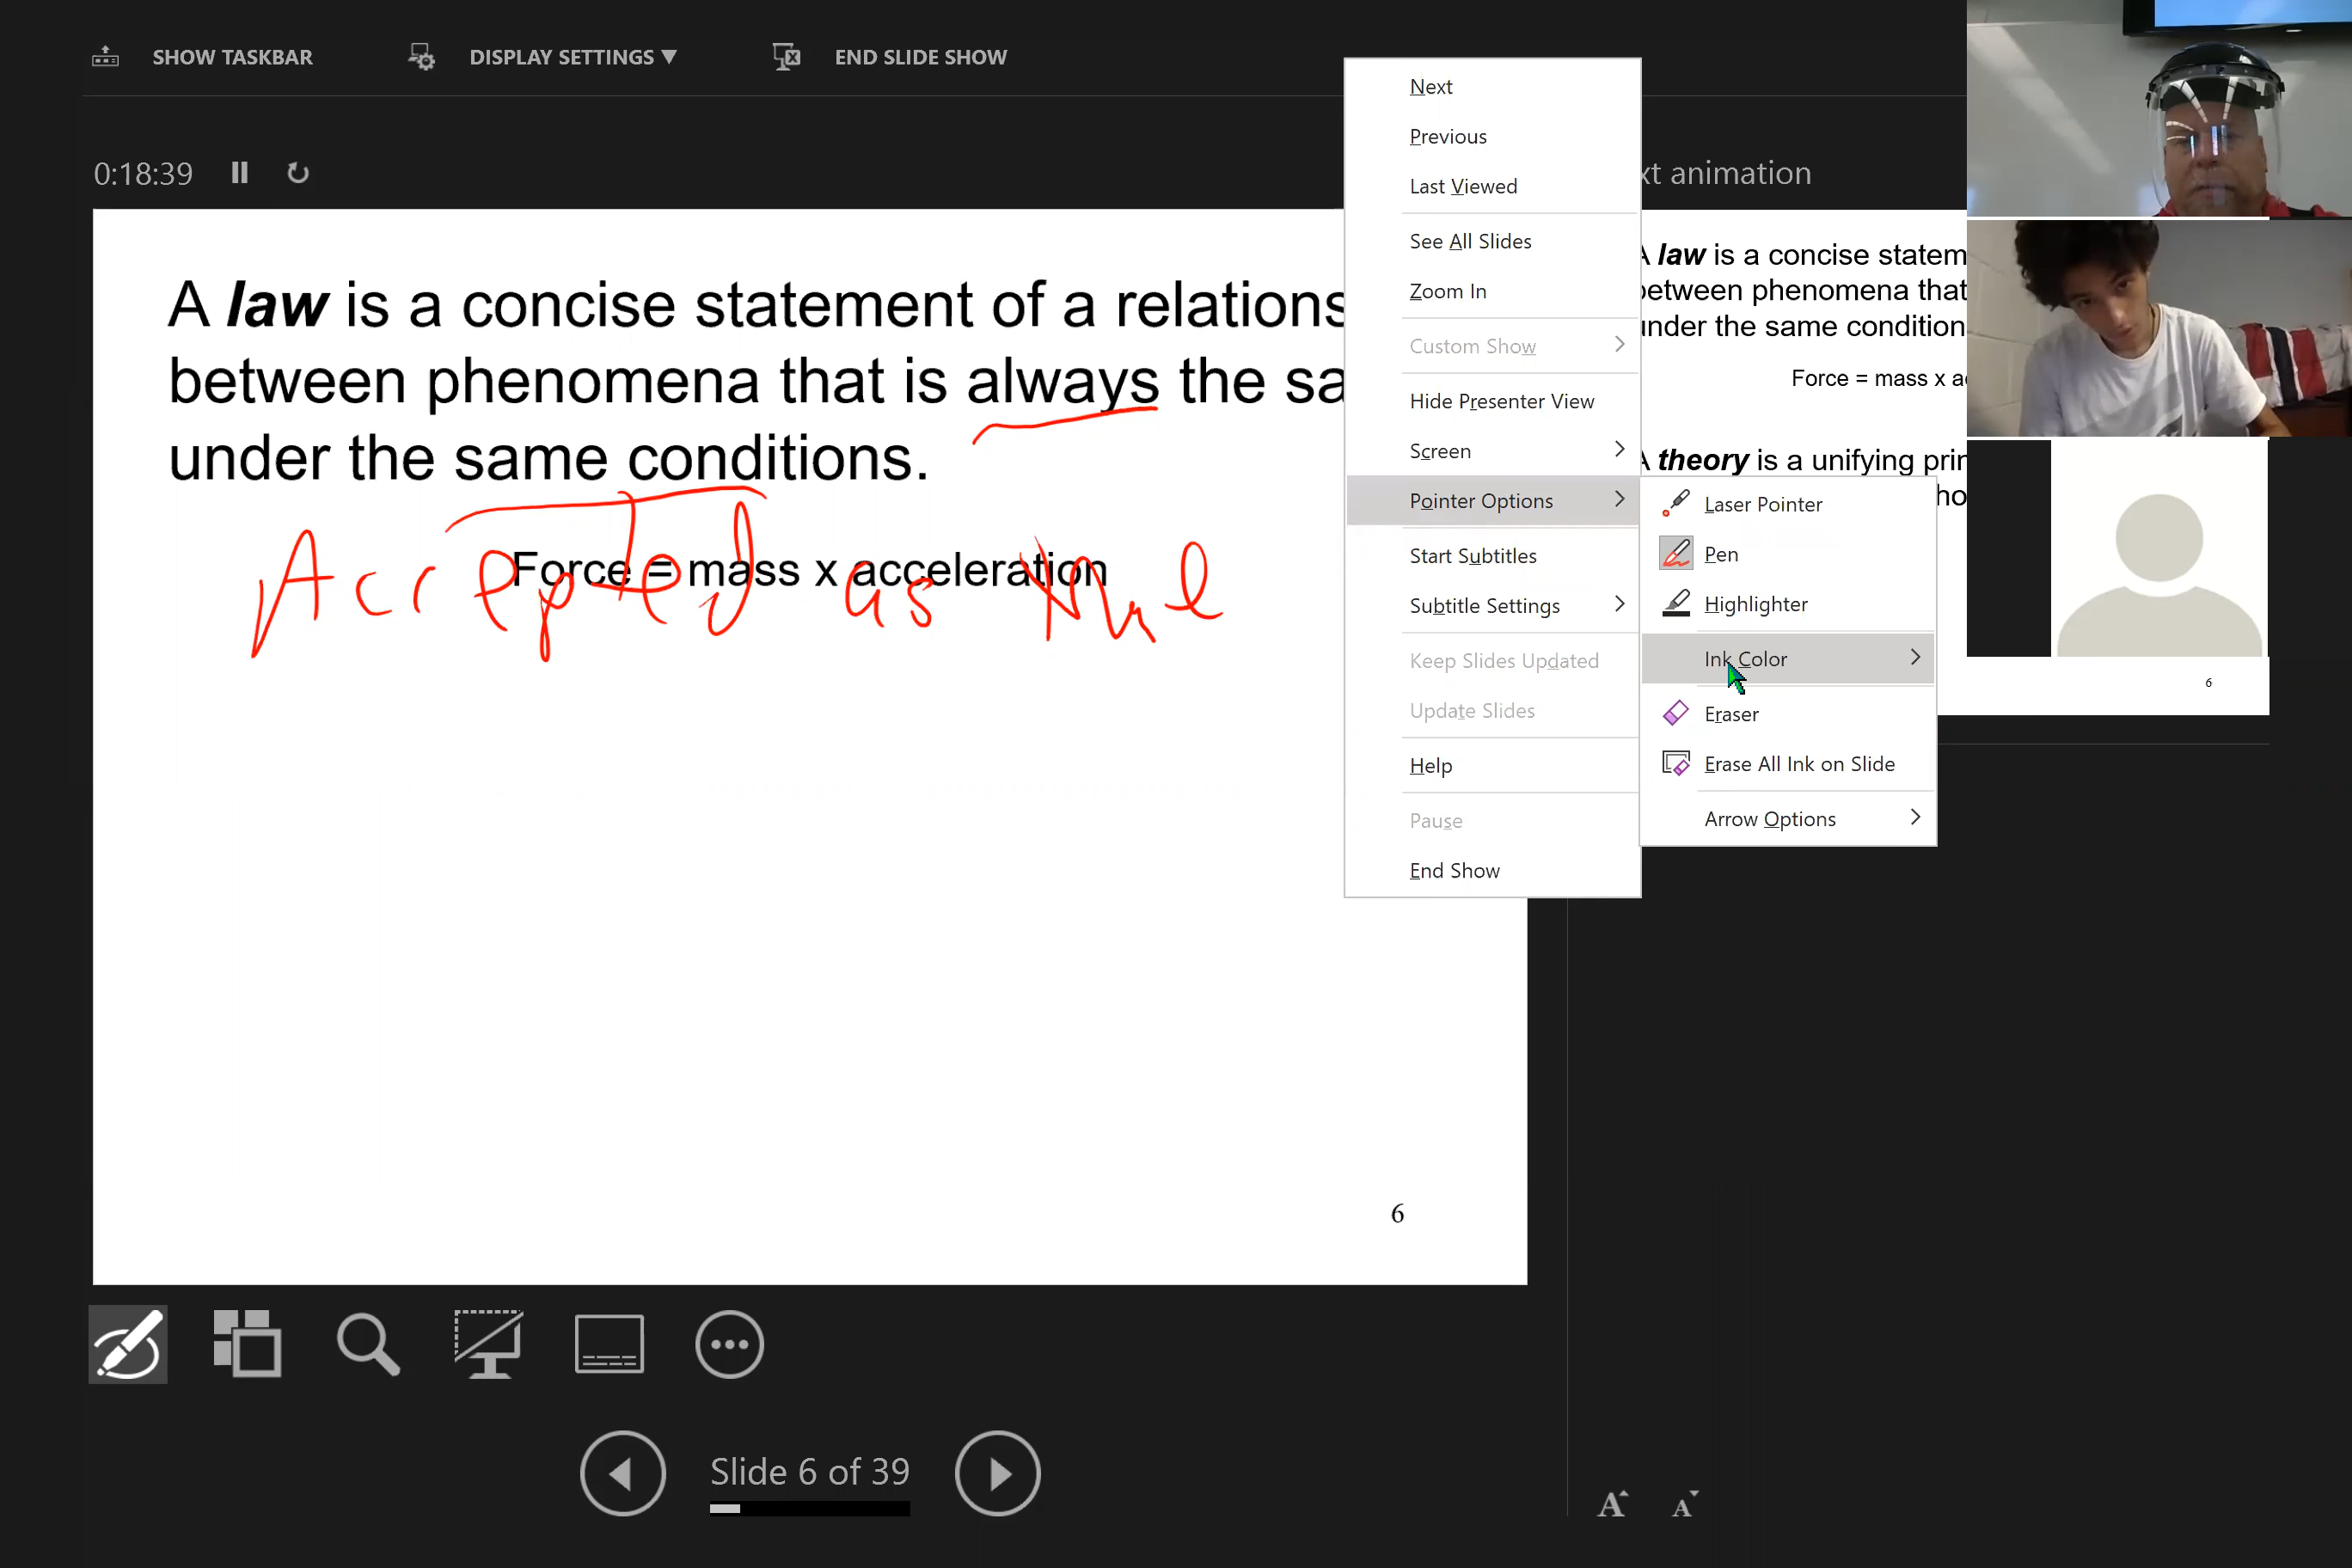 SHOW TASKBAR DISPLAY SETTINGS ▼ END SLIDE SHOW
0:18:39
A law is a concise statement of a relations
between phenomena that is always the sa
under the same conditions.
Force = mass x acceleration
Accepted as true
6
Next
Previous
Last Viewed
See All Slides
Zoom In
Custom Show
Hide Presenter View
Screen
Pointer Options
Start Subtitles
Subtitle Settings
Keep Slides Updated
Update Slides
Help
Pause
End Show
Laser Pointer
Pen
Highlighter
Ink Color
Eraser
Erase All Ink on Slide
Arrow Options
xt animation
A law is a concise statem
between phenomena that
under the same condition
Force = mass x a
A theory is a unifying prin
ho
6
Slide 6 of 39
A A